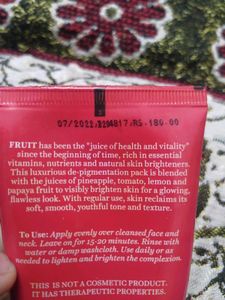 07/2022,2204817,RS.180.00
FRUIT has been the "juice of health and vitality"
since the beginning of time, rich in essential
vitamins, nutrients and natural skin brighteners.
This luxurious de-pigmentation pack is blended
with the juices of pineapple, tomato, lemon and
papaya fruit to visibly brighten skin for a glowing,
flawless look. With regular use, skin reclaims its
soft, smooth, youthful tone and texture.
To Use: Apply evenly over cleansed face and
neck. Leave on for 15-20 minutes. Rinse with
water or damp washcloth. Use daily or as
needed to lighten and brighten the complexion.
THIS IS NOT A COSMETIC PRODUCT.
IT HAS THERAPEUTIC PROPERTIES.